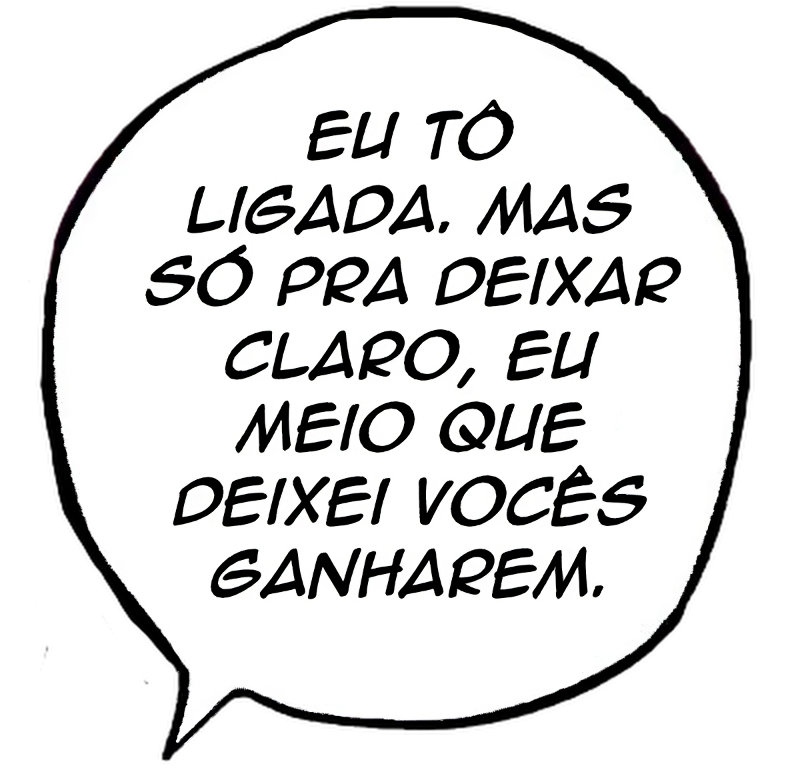 EU TÔ
LIGADA. MAS
SÓ PRA DEIXAR
CLARO, EU
MEIO QUE
DEIXEI VOCÊS
GANHAREM.